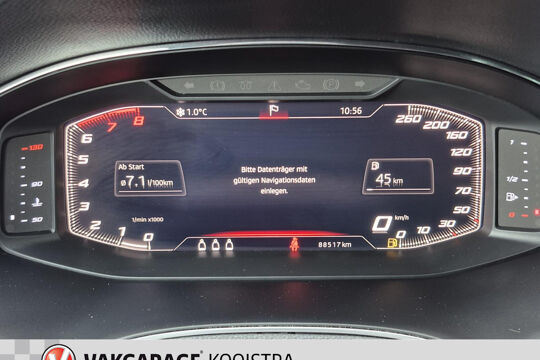 1.0°C
10:56
8
7
6
5
4
3
2
1
0
1/min x1000
Ab Start
ø7.1 l/100km
Bitte Datenträger mit
gültigen Navigationsdaten
einlegen.
45 km
260
200
160
120
80
50
30
10
0
0 km/h
88517 km
130
90
50
1
1/2
0
VAKGARAGE KOOISTRA